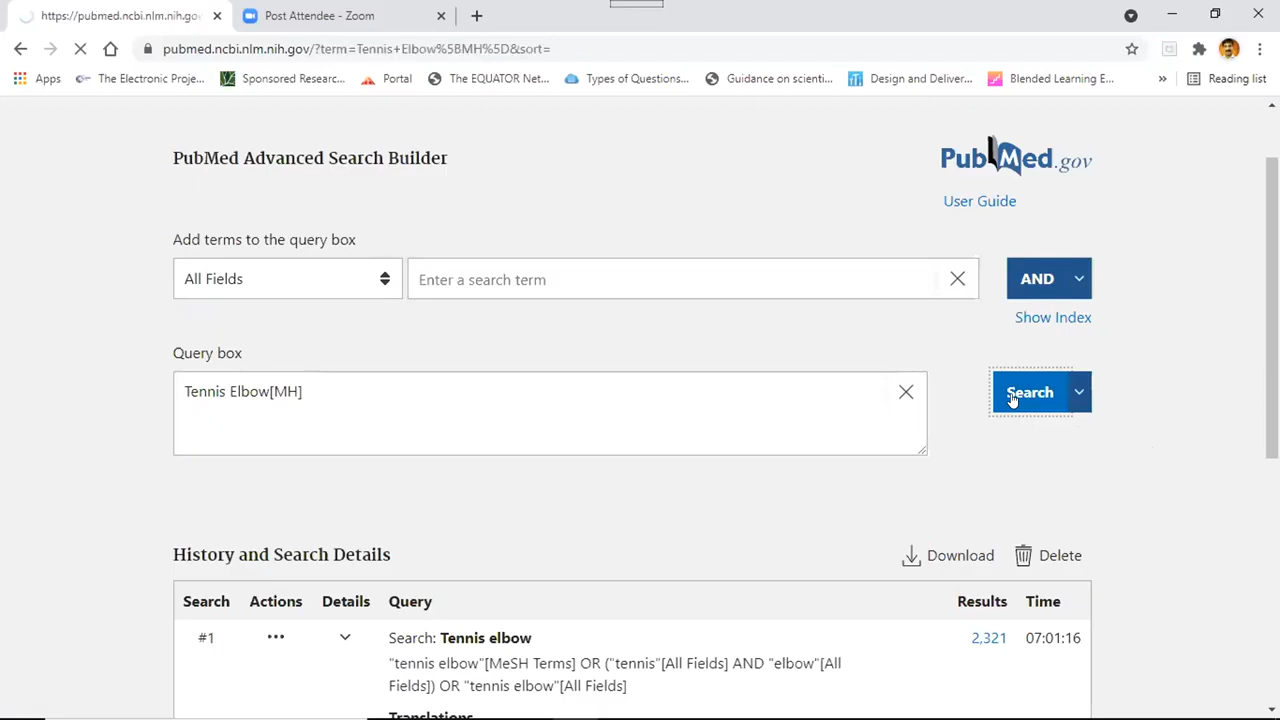 https://pubmed.ncbi.nlm.nih.go
Post Attendee - Zoom
pubmed.ncbi.nlm.nih.gov/?term=Tennis+Elbow%5BMH%5D&sort=
Apps
The Electronic Proje...
Sponsored Researc...
Portal
The EQUATOR Net...
Types of Questions...
Guidance on scienti...
Design and Deliver...
Blended Learning E...
»
Reading list
PubMed Advanced Search Builder
PubMed.gov
User Guide
Add terms to the query box
All Fields
Enter a search term
AND
Show Index
Query box
Tennis Elbow[MH]
Search
History and Search Details
Download
Delete
Search Actions Details Query Results Time
#1 ... Search: Tennis elbow 2,321 07:01:16
"tennis elbow"[MeSH Terms] OR ("tennis"[All Fields] AND "elbow"[All
Fields]) OR "tennis elbow"[All Fields]
Translations